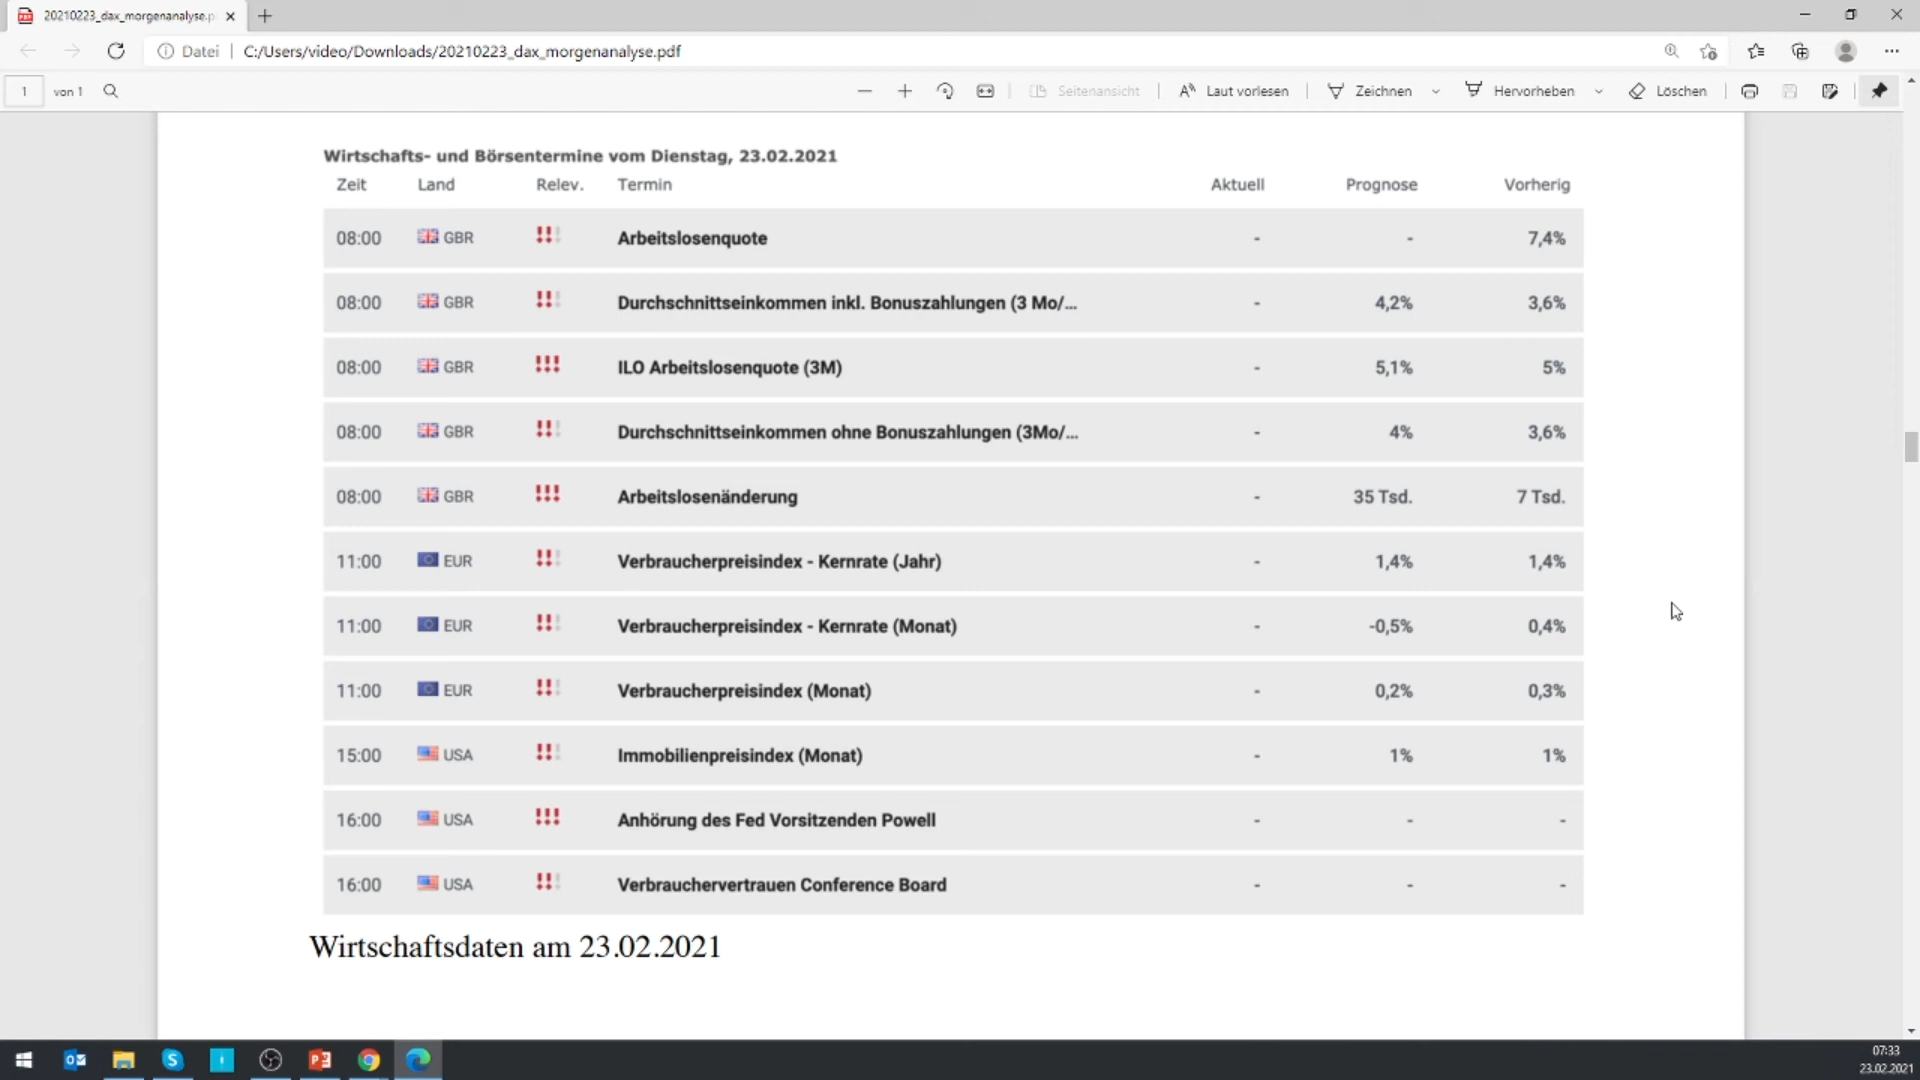 20210223_dax_morgenanalyse.p
Datei C:/Users/video/Downloads/20210223_dax_morgenanalyse.pdf
1 von 1 Seitenansicht Laut vorlesen Zeichnen Hervorheben Löschen
Wirtschafts- und Börsentermine vom Dienstag, 23.02.2021
Zeit Land Relev. Termin Aktuell Prognose Vorherig
08:00 GBR Arbeitslosenquote - - 7,4%
08:00 GBR Durchschnittseinkommen inkl. Bonuszahlungen (3 Mo/... - 4,2% 3,6%
08:00 GBR ILO Arbeitslosenquote (3M) - 5,1% 5%
08:00 GBR Durchschnittseinkommen ohne Bonuszahlungen (3Mo/... - 4% 3,6%
08:00 GBR Arbeitslosenänderung - 35 Tsd. 7 Tsd.
11:00 EUR Verbraucherpreisindex - Kernrate (Jahr) - 1,4% 1,4%
11:00 EUR Verbraucherpreisindex - Kernrate (Monat) - -0,5% 0,4%
11:00 EUR Verbraucherpreisindex (Monat) - 0,2% 0,3%
15:00 USA Immobilienpreisindex (Monat) - 1% 1%
16:00 USA Anhörung des Fed Vorsitzenden Powell - - -
16:00 USA Verbrauchervertrauen Conference Board - - -
Wirtschaftsdaten am 23.02.2021
07:33
23.02.2021